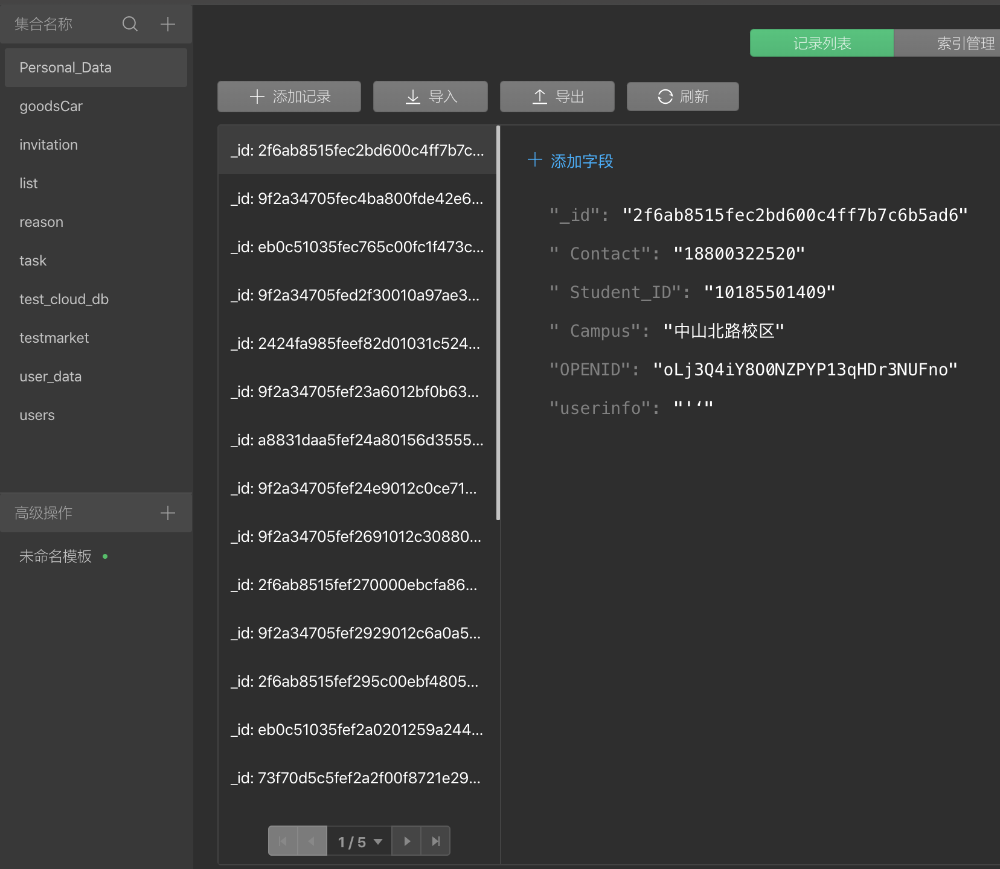 集合名称
Personal_Data
goodsCar
invitation
list
reason
task
test_cloud_db
testmarket
user_data
users
高级操作
未命名模板
记录列表 索引管理
添加记录 导入 导出 刷新
_id: 2f6ab8515fec2bd600c4ff7b7c...
_id: 9f2a34705fec4ba800fde42e6...
_id: eb0c51035fec765c00fc1f473c...
_id: 9f2a34705fed2f30010a97ae3...
_id: 2424fa985feef82d01031c524...
_id: 9f2a34705fef23a6012bf0b63...
_id: a8831daa5fef24a80156d3555...
_id: 9f2a34705fef24e9012c0ce71...
_id: 9f2a34705fef2691012c30880...
_id: 2f6ab8515fef270000ebcfa86...
_id: 9f2a34705fef2929012c6a0a5...
_id: 2f6ab8515fef295c00ebf4805...
_id: eb0c51035fef2a0201259a244...
_id: 73f70d5c5fef2a2f00f8721e29...
1 / 5
添加字段
"_id": "2f6ab8515fec2bd600c4ff7b7c6b5ad6"
" Contact": "18800322520"
" Student_ID": "10185501409"
" Campus": "中山北路校区"
"OPENID": "oLj3Q4iY8O0NZPYP13qHDr3NUFno"
"userinfo": "'‘"